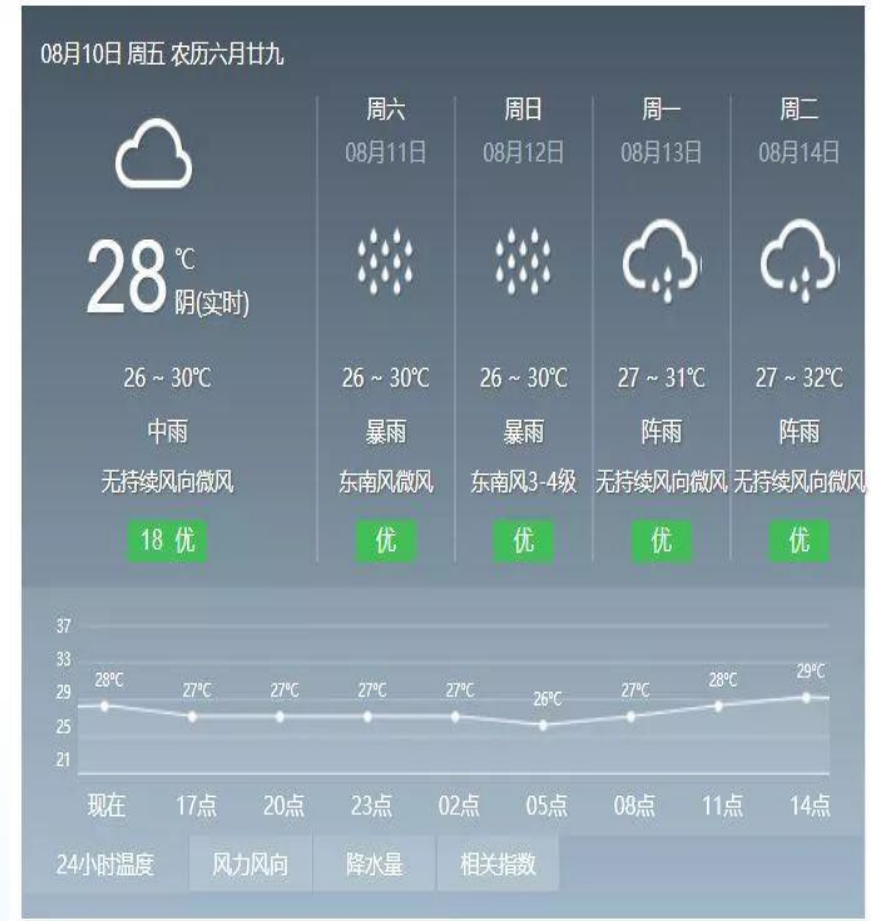 08月10日 周五 农历六月廿九
28
℃
阴(实时)
26 ~ 30℃
中雨
无持续风向微风
18 优
周六
08月11日
26 ~ 30℃
暴雨
东南风微风
优
周日
08月12日
26 ~ 30℃
暴雨
东南风3-4级
优
周一
08月13日
27 ~ 31℃
阵雨
无持续风向微风
优
周二
08月14日
27 ~ 32℃
阵雨
无持续风向微风
优
37
33
29
25
21
28℃ 27℃ 27℃ 27℃ 27℃ 26℃ 27℃ 28℃ 29℃
现在 17点 20点 23点 02点 05点 08点 11点 14点
24小时温度 风力风向 降水量 相关指数